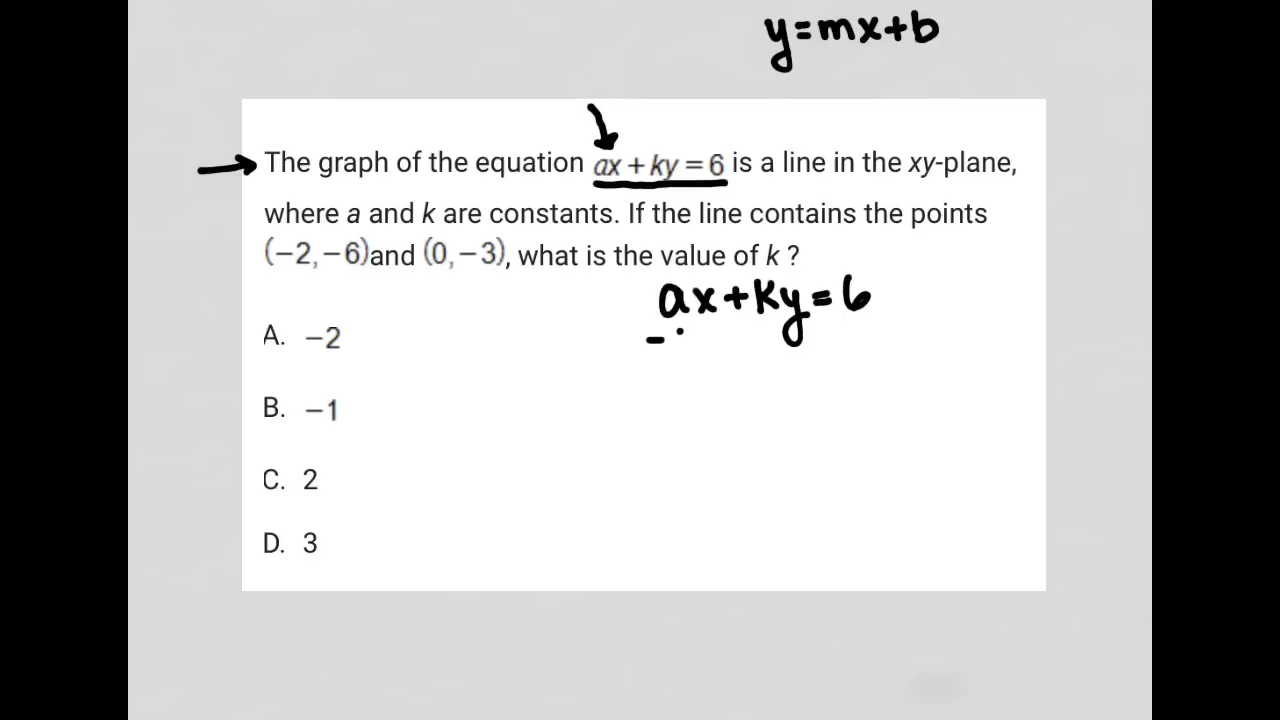 y=mx+b
The graph of the equation ax + ky = 6 is a line in the xy-plane,
where a and k are constants. If the line contains the points
(−2,−6)and (0,−3), what is the value of k ?
ax+ky=6
-
A. −2
B. −1
C. 2
D. 3